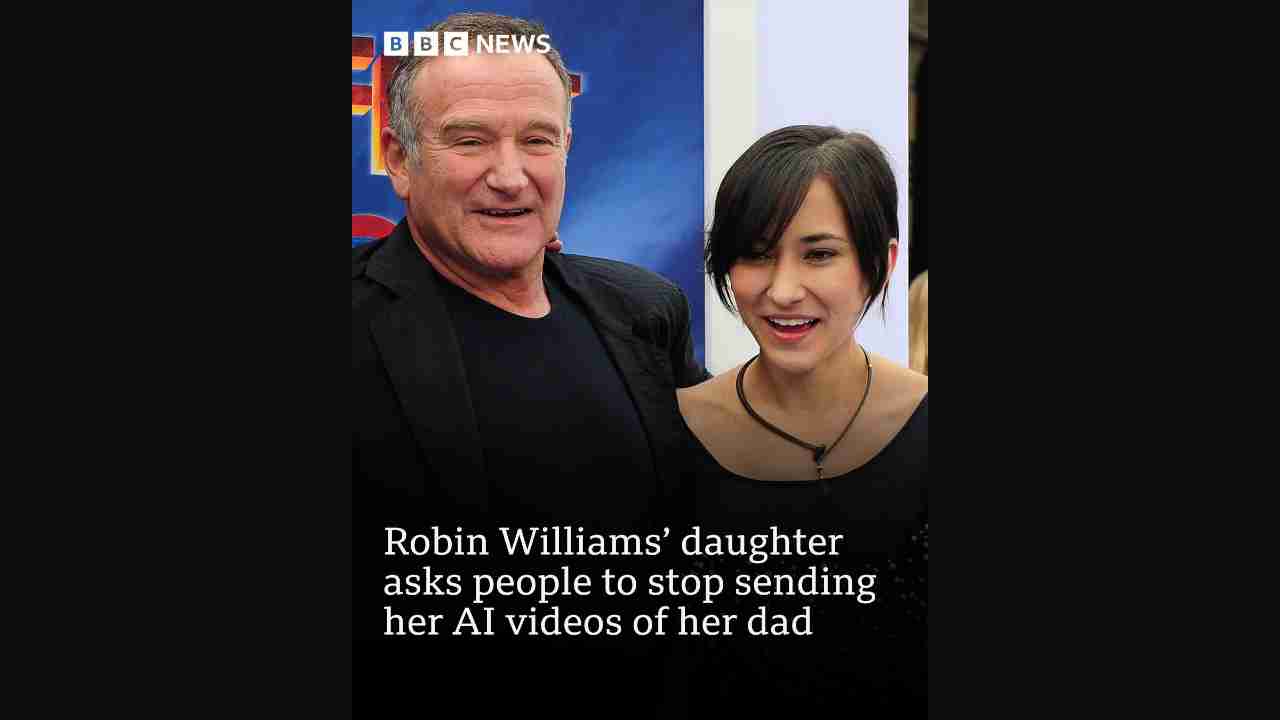 BBC NEWS
Robin Williams’ daughter
asks people to stop sending
her AI videos of her dad